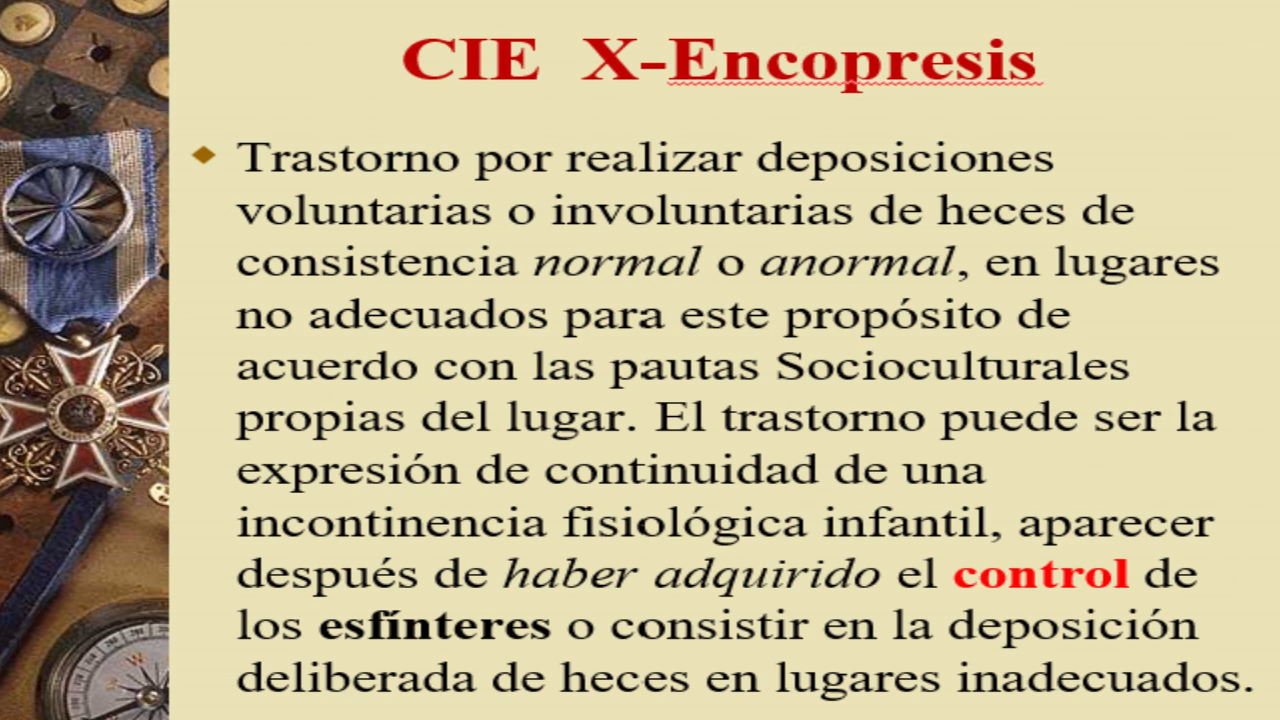 CIE X-Encopresis
Trastorno por realizar deposiciones
voluntarias o involuntarias de heces de
consistencia normal o anormal, en lugares
no adecuados para este propósito de
acuerdo con las pautas Socioculturales
propias del lugar. El trastorno puede ser la
expresión de continuidad de una
incontinencia fisiológica infantil, aparecer
después de haber adquirido el control de
los esfínteres o consistir en la deposición
deliberada de heces en lugares inadecuados.